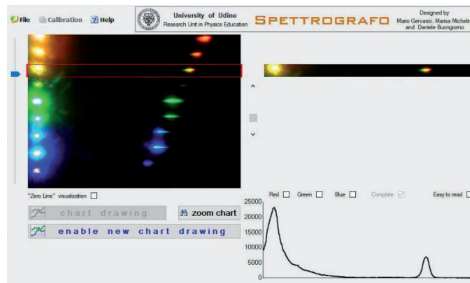 File Calibration Help
University of Udine
Research Unit in Physics Education
SPETTROGRAFO
Designed by
Mario Gervasio, Marisa Michelini
and Daniele Buongiorno
"Zero Line" visualization
chart drawing
zoom chart
enable new chart drawing
Red Green Blue Complete Easy to read
25000
20000
15000
10000
5000
0